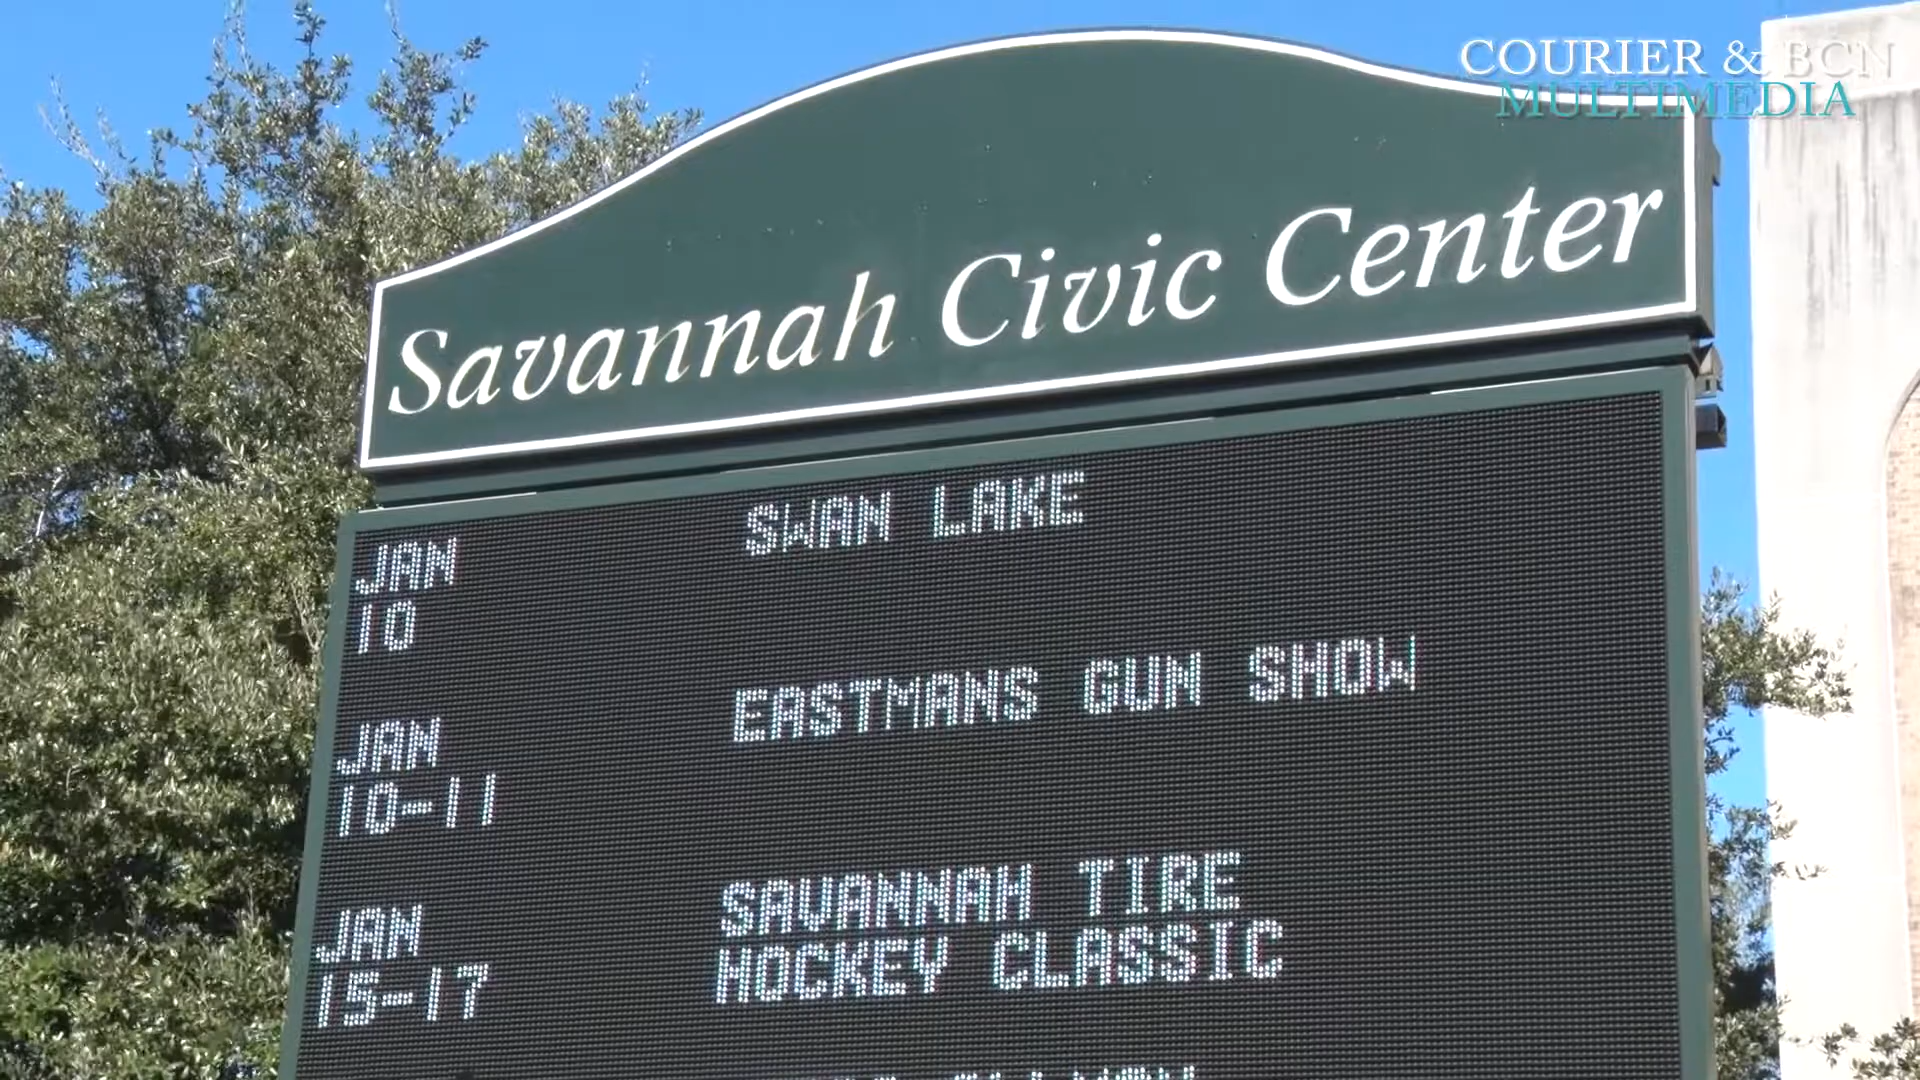 COURIER & BCN
MULTIMEDIA
Savannah Civic Center
JAN
10
SWAN LAKE
JAN
10-11
EASTMANS GUN SHOW
JAN
15-17
SAVANNAH TIRE
HOCKEY CLASSIC